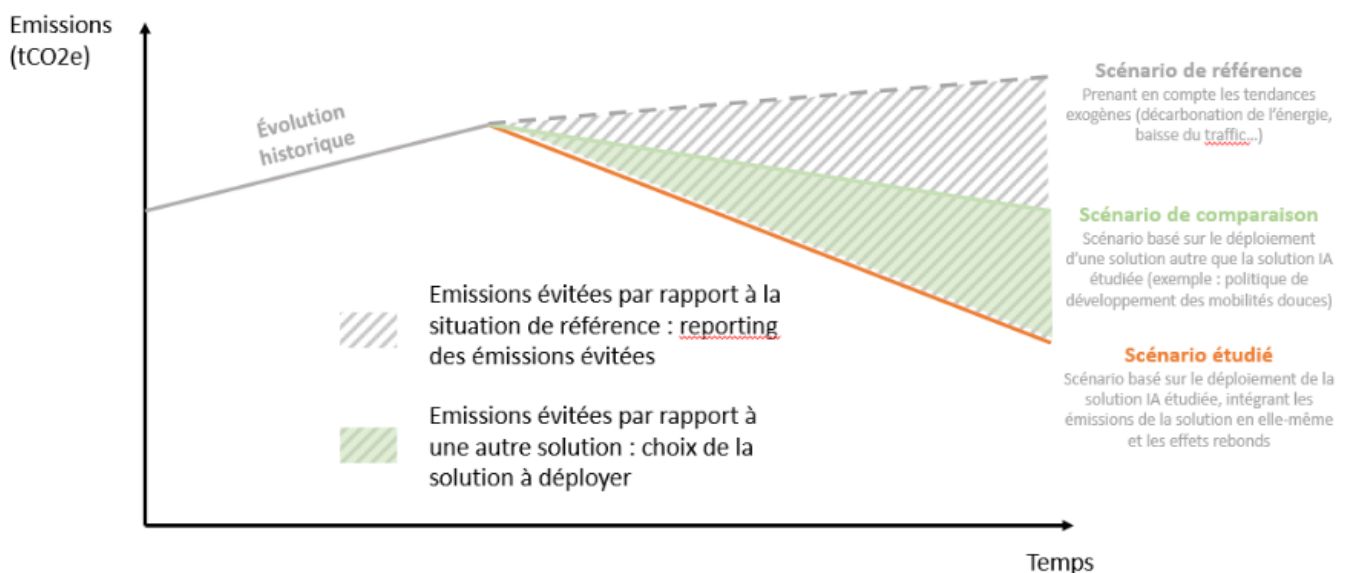 Emissions
(tCO2e)
Évolution
historique
Scénario de référence
Prenant en compte les tendances
exogènes (décarbonation de l'énergie,
baisse du traffic...)
Scénario de comparaison
Scénario basé sur le déploiement
d'une solution autre que la solution IA
étudiée (exemple : politique de
développement des mobilités douces)
Emissions évitées par rapport à la
situation de référence : reporting
des émissions évitées
Scénario étudié
Scénario basé sur le déploiement de la
solution IA étudiée, intégrant les
émissions de la solution en elle-même
et les effets rebonds
Emissions évitées par rapport à
une autre solution : choix de la
solution à déployer
Temps